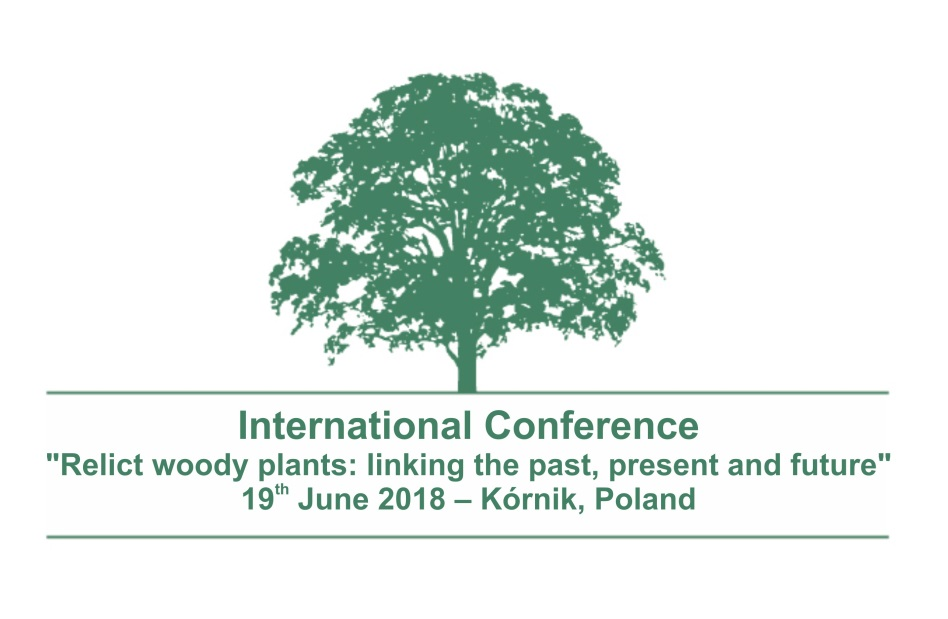 International Conference
"Relict woody plants: linking the past, present and future"
19th June 2018 – Kórnik, Poland